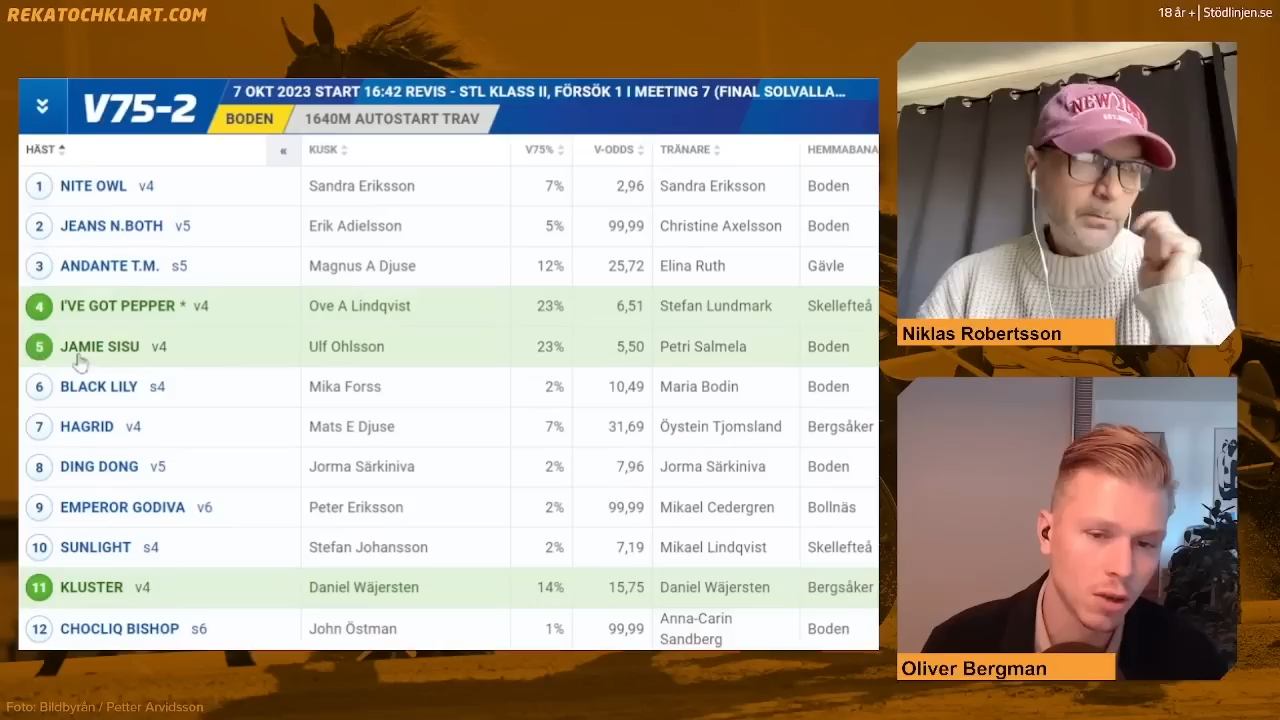 REKATOCHKLART.COM
18 år + | Stödlinjen.se
V75-2
7 OKT 2023 START 16:42 REVIS - STL KLASS II, FÖRSÖK 1 I MEETING 7 (FINAL SOLVALLA...
BODEN 1640M AUTOSTART TRAV
HÄST « KUSK V75% V-ODDS TRÄNARE HEMMABANA
1 NITE OWL v4 Sandra Eriksson 7% 2,96 Sandra Eriksson Boden
2 JEANS N.BOTH v5 Erik Adielsson 5% 99,99 Christine Axelsson Boden
3 ANDANTE T.M. s5 Magnus A Djuse 12% 25,72 Elina Ruth Gävle
4 I'VE GOT PEPPER * v4 Ove A Lindqvist 23% 6,51 Stefan Lundmark Skellefteå
5 JAMIE SISU v4 Ulf Ohlsson 23% 5,50 Petri Salmela Boden
6 BLACK LILY s4 Mika Forss 2% 10,49 Maria Bodin Boden
7 HAGRID v4 Mats E Djuse 7% 31,69 Öystein Tjomsland Bergsåker
8 DING DONG v5 Jorma Särkiniva 2% 7,96 Jorma Särkiniva Boden
9 EMPEROR GODIVA v6 Peter Eriksson 2% 99,99 Mikael Cedergren Bollnäs
10 SUNLIGHT s4 Stefan Johansson 2% 7,19 Mikael Lindqvist Skellefteå
11 KLUSTER v4 Daniel Wäjersten 14% 15,75 Daniel Wäjersten Bergsåker
12 CHOCLIQ BISHOP s6 John Östman 1% 99,99 Anna-Carin Sandberg Boden
NEW YORK
Niklas Robertsson
Oliver Bergman
Foto: Bildbyrån / Petter Arvidsson